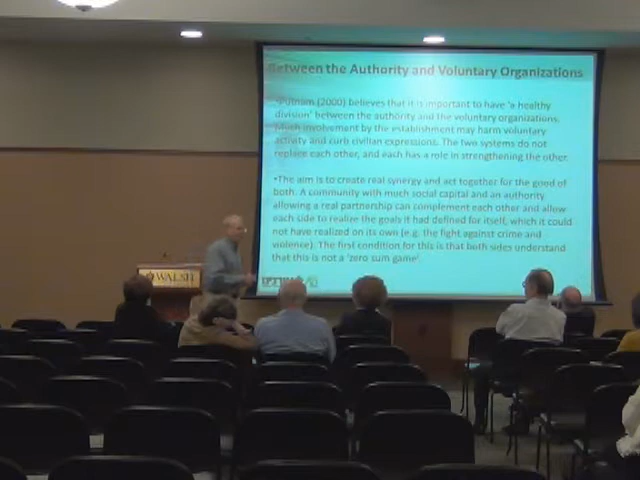 Between the Authority and Voluntary Organizations
•Putnam (2000) believes that it is important to have 'a healthy
division' between the authority and the voluntary organizations.
Much involvement by the establishment may harm voluntary
activity and curb civilian expressions. The two systems do not
replace each other, and each has a role in strengthening the other.
•The aim is to create real synergy and act together for the good of
both. A community with much social capital and an authority
allowing a real partnership can complement each other and allow
each side to realize the goals it had defined for itself, which it could
not have realized on its own (e.g. the fight against crime and
violence). The first condition for this is that both sides understand
that this is not a 'zero sum game'.
WALSH